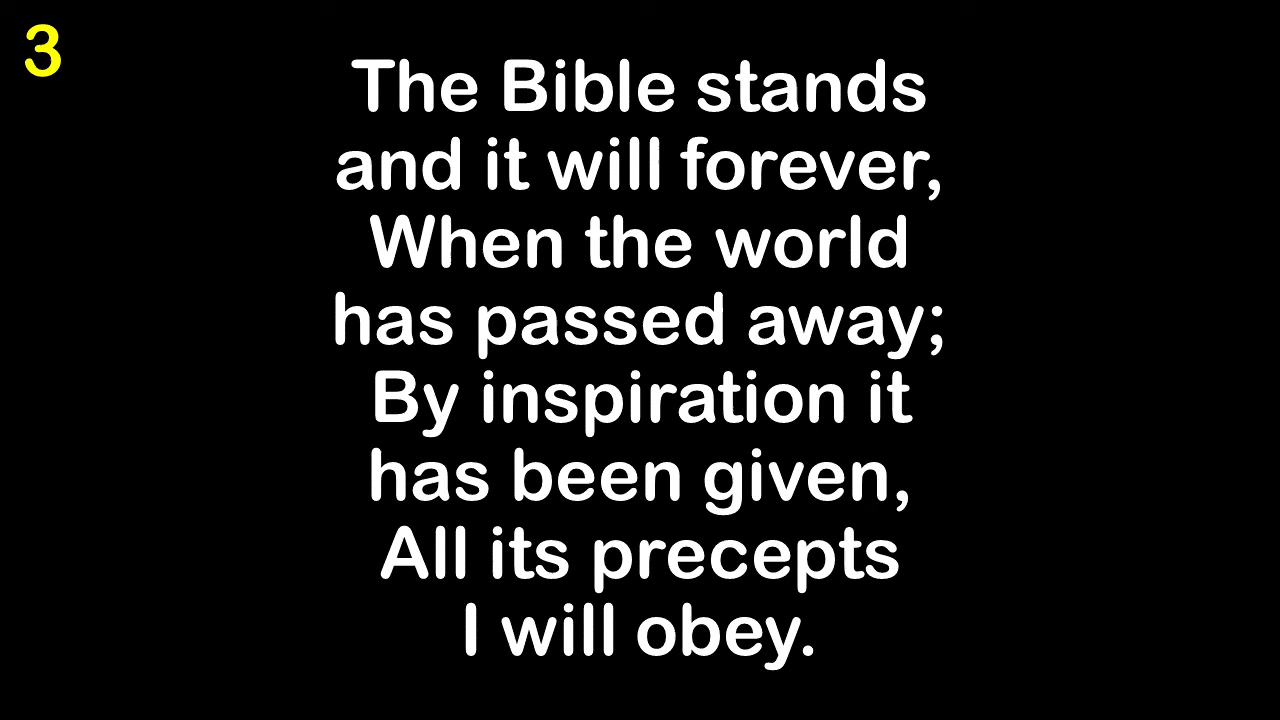 3
The Bible stands
and it will forever,
When the world
has passed away;
By inspiration it
has been given,
All its precepts
I will obey.